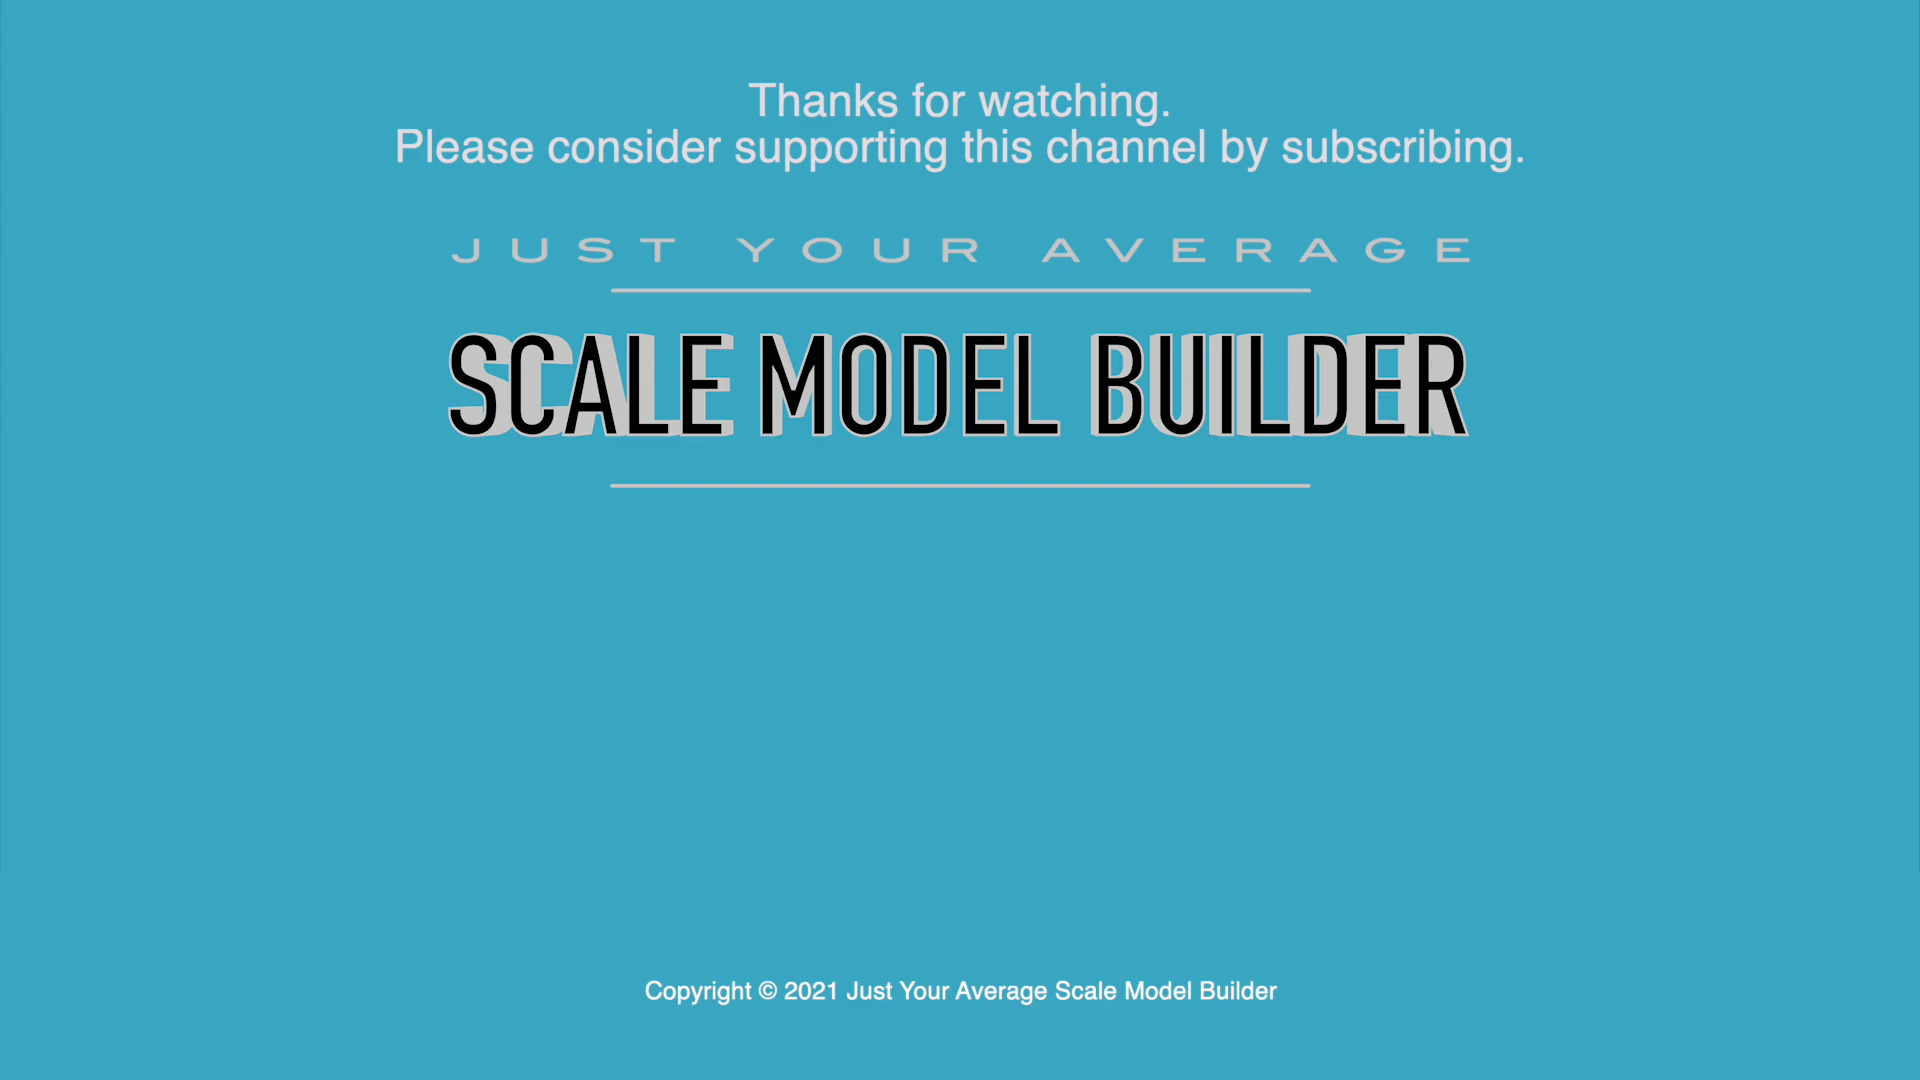 Thanks for watching.
Please consider supporting this channel by subscribing.
JUST YOUR AVERAGE
SCALE MODEL BUILDER
Copyright © 2021 Just Your Average Scale Model Builder